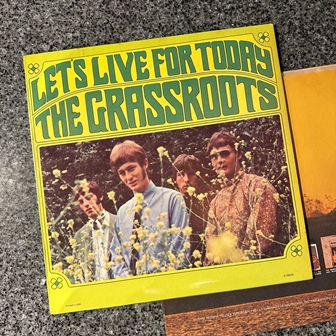 LET'S LIVE FOR TODAY
THE GRASSROOTS